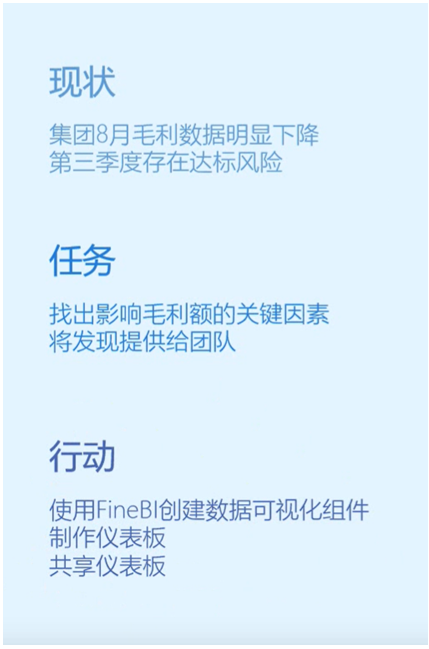 现状
集团8月毛利数据明显下降
第三季度存在达标风险
任务
找出影响毛利额的关键因素
将发现提供给团队
行动
使用FineBI创建数据可视化组件
制作仪表板
共享仪表板